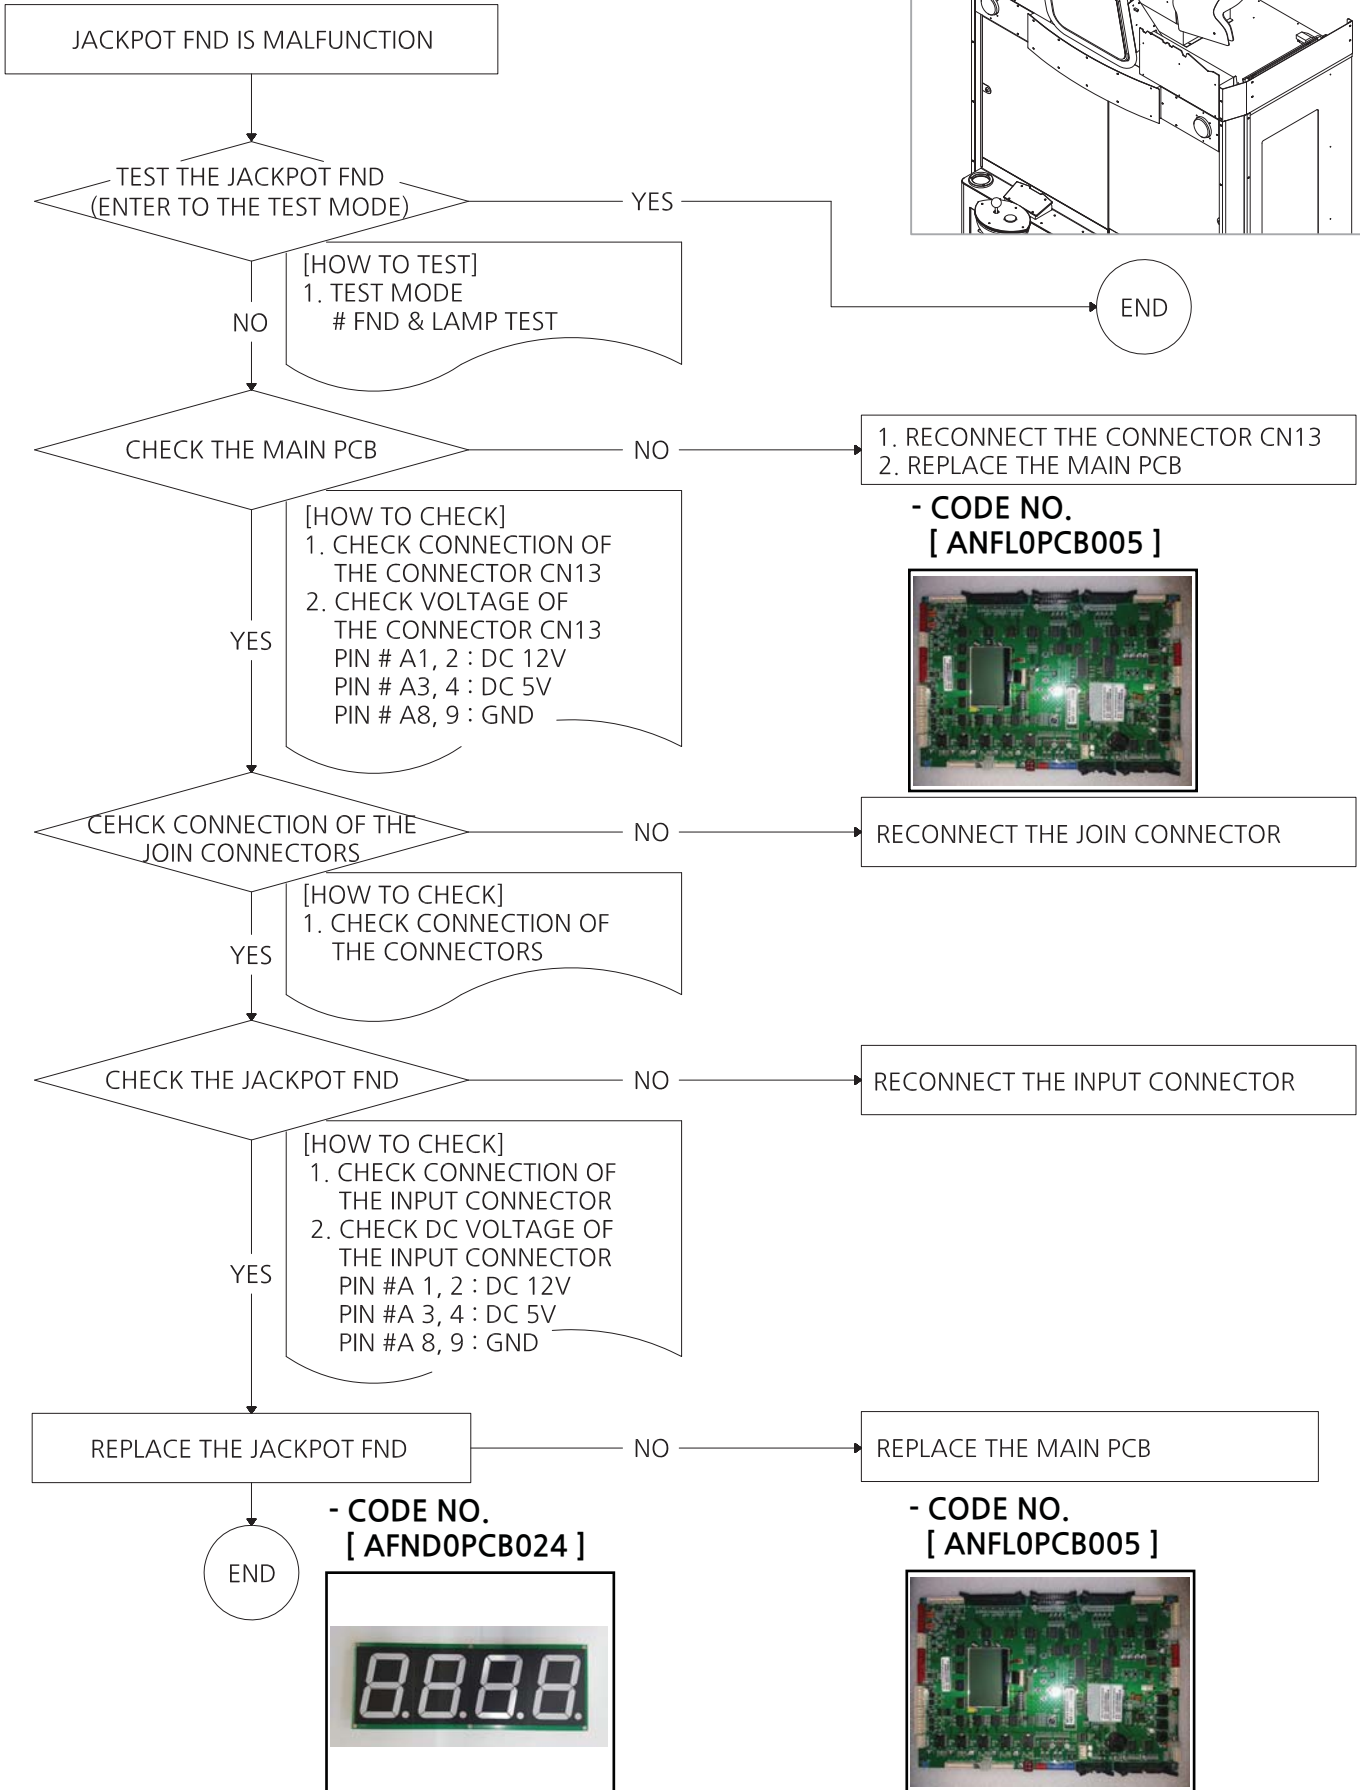 JACKPOT FND IS MALFUNCTION
TEST THE JACKPOT FND
(ENTER TO THE TEST MODE)
YES
END
[HOW TO TEST]
1. TEST MODE
# FND & LAMP TEST
NO
CHECK THE MAIN PCB
NO
1. RECONNECT THE CONNECTOR CN13
2. REPLACE THE MAIN PCB
- CODE NO.
[ ANFL0PCB005 ]
[HOW TO CHECK]
1. CHECK CONNECTION OF
THE CONNECTOR CN13
2. CHECK VOLTAGE OF
THE CONNECTOR CN13
PIN # A1, 2 : DC 12V
PIN # A3, 4 : DC 5V
PIN # A8, 9 : GND
YES
CEHCK CONNECTION OF THE
JOIN CONNECTORS
NO
RECONNECT THE JOIN CONNECTOR
[HOW TO CHECK]
1. CHECK CONNECTION OF
THE CONNECTORS
YES
CHECK THE JACKPOT FND
NO
RECONNECT THE INPUT CONNECTOR
[HOW TO CHECK]
1. CHECK CONNECTION OF
THE INPUT CONNECTOR
2. CHECK DC VOLTAGE OF
THE INPUT CONNECTOR
PIN #A 1, 2 : DC 12V
PIN #A 3, 4 : DC 5V
PIN #A 8, 9 : GND
YES
REPLACE THE JACKPOT FND
NO
REPLACE THE MAIN PCB
- CODE NO.
[ AFND0PCB024 ]
- CODE NO.
[ ANFL0PCB005 ]
END
8.8.8.8.